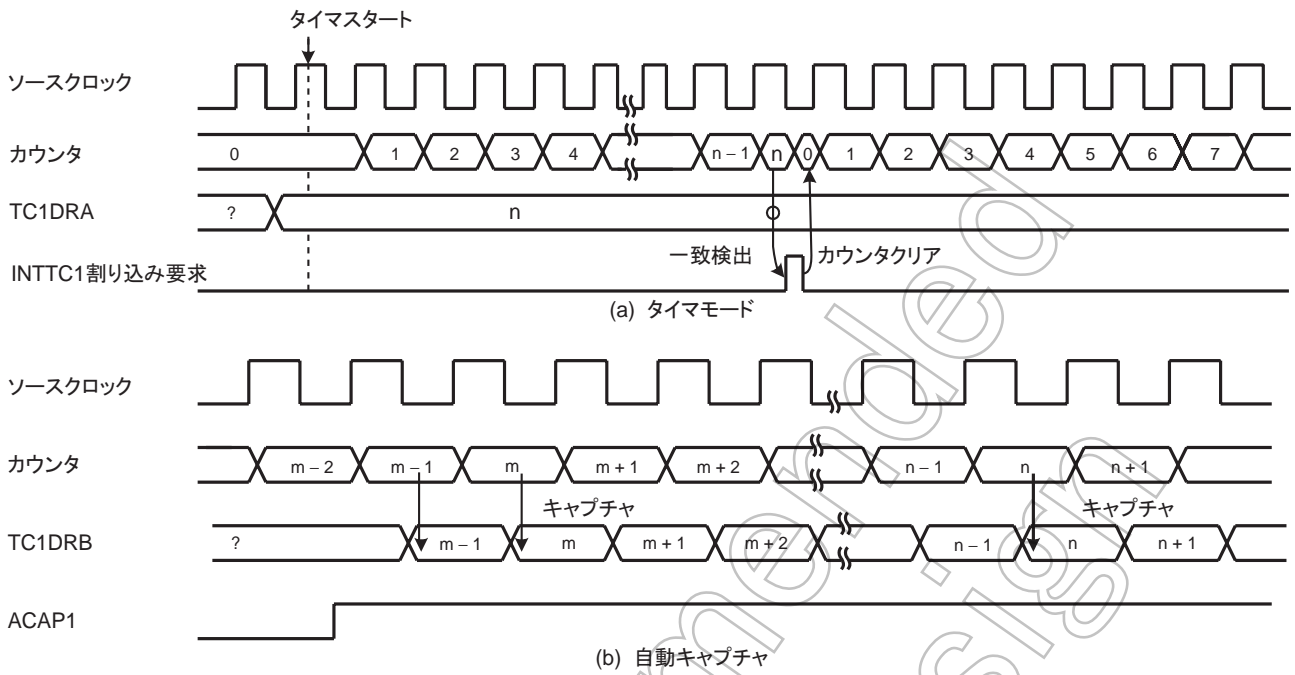 タイマスタート
ソースクロック
カウンタ 0 1 2 3 4 n – 1 n 0 1 2 3 4 5 6 7
TC1DRA ? n
一致検出 カウンタクリア
INTTC1割り込み要求
(a) タイマモード
ソースクロック
カウンタ m – 2 m – 1 m m + 1 m + 2 n – 1 n n + 1
キャプチャ キャプチャ
TC1DRB ? m – 1 m m + 1 m + 2 n – 1 n n + 1
ACAP1
(b) 自動キャプチャ
mended
sign